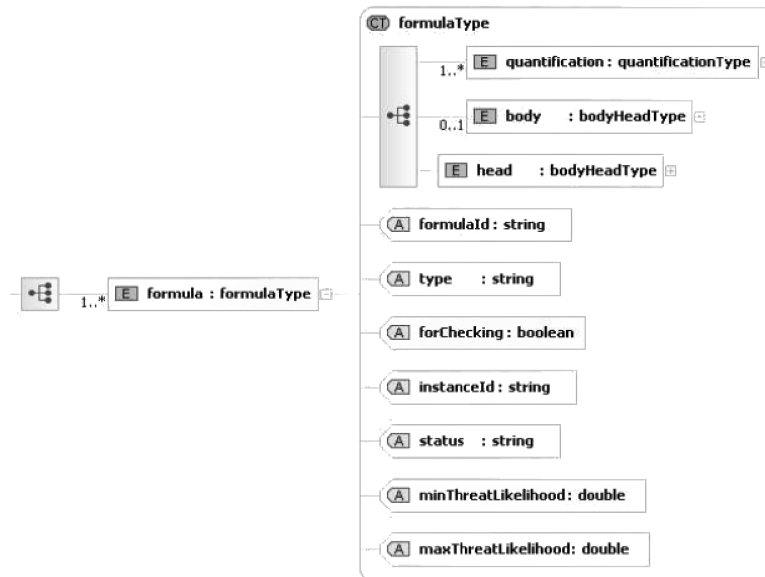 CT formulaType
E quantification : quantificationType
1..*
E body : bodyHeadType
0..1
E head : bodyHeadType
A formulaId : string
A type : string
E formula : formulaType
1..*
A forChecking : boolean
A instanceId : string
A status : string
A minThreatLikelihood : double
A maxThreatLikelihood : double